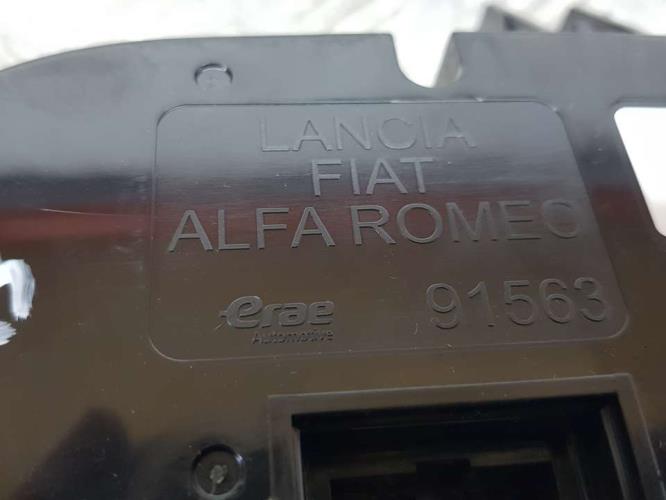 LANCIA
FIAT
ALFA ROMEO
erae 91563
Automotive